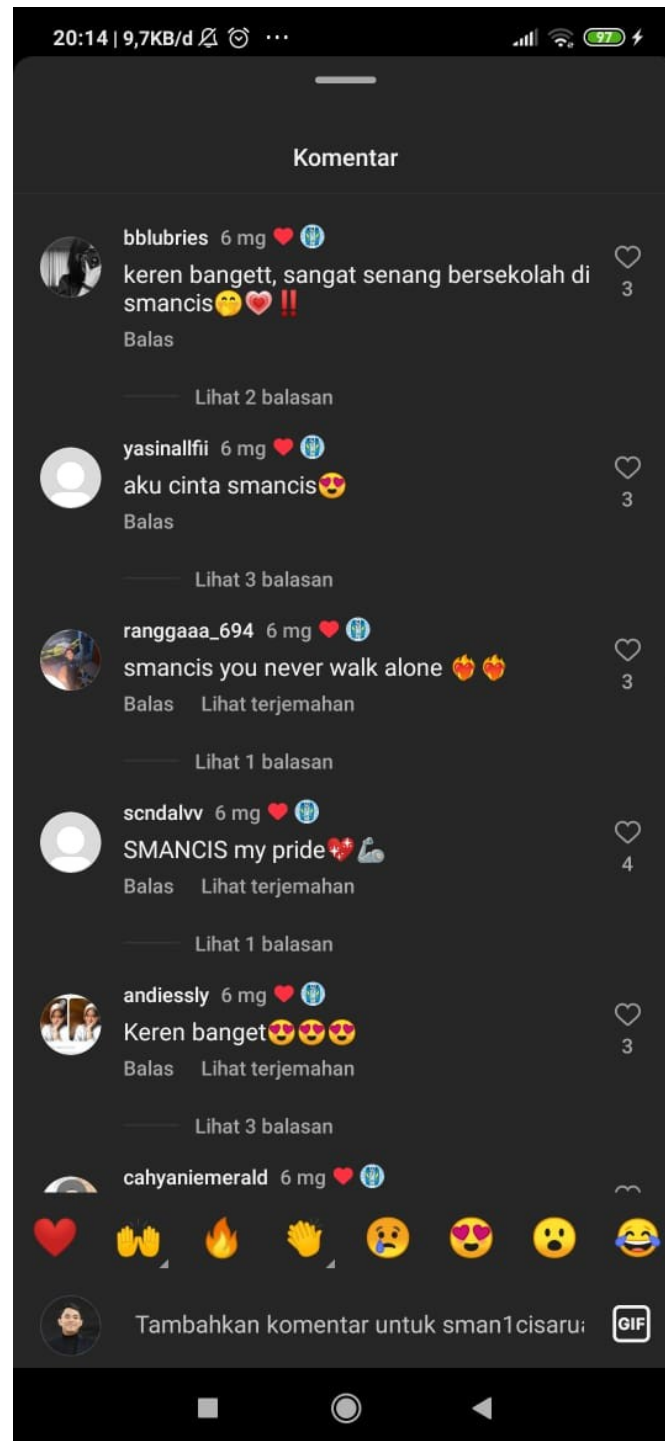 20:14 | 9,7KB/d ...
97
Komentar
bblubries 6 mg
keren bangett, sangat senang bersekolah di
smancis🤭💗‼️
3
Balas
Lihat 2 balasan
yasinallfii 6 mg
aku cinta smancis😍
3
Balas
Lihat 3 balasan
ranggaaa_694 6 mg
smancis you never walk alone ❤️‍🔥❤️‍🔥
3
Balas Lihat terjemahan
Lihat 1 balasan
scndalvv 6 mg
SMANCIS my pride💖🦾
4
Balas Lihat terjemahan
Lihat 1 balasan
andiessly 6 mg
Keren banget😍😍😍
3
Balas Lihat terjemahan
Lihat 3 balasan
cahyaniemerald 6 mg
Tambahkan komentar untuk sman1cisarua
GIF